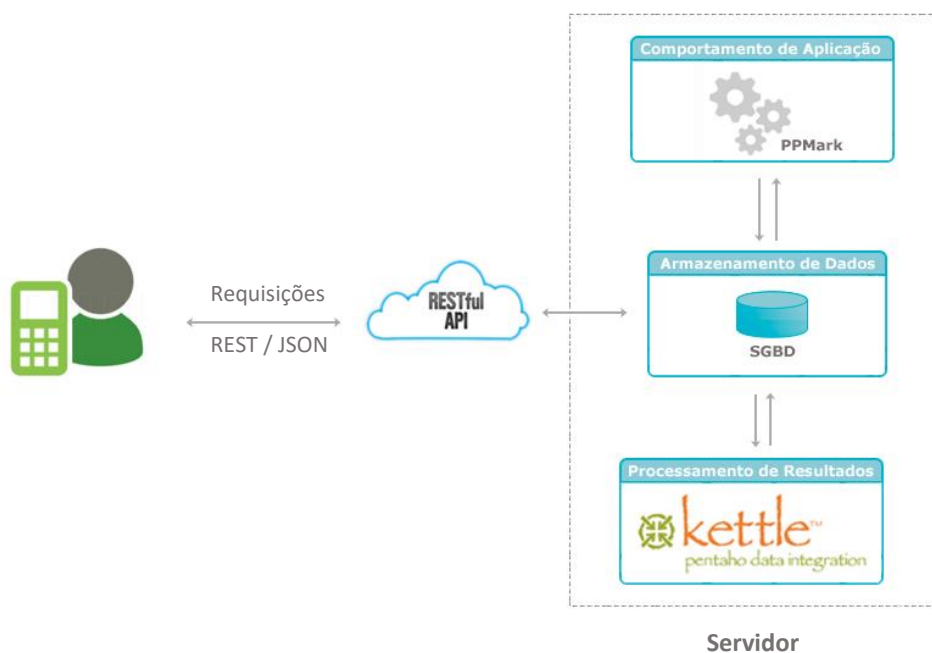 Comportamento de Aplicação
PPMark
Armazenamento de Dados
Requisições
REST / JSON
RESTful
API
SGBD
Processamento de Resultados
kettle™
pentaho data integration
Servidor